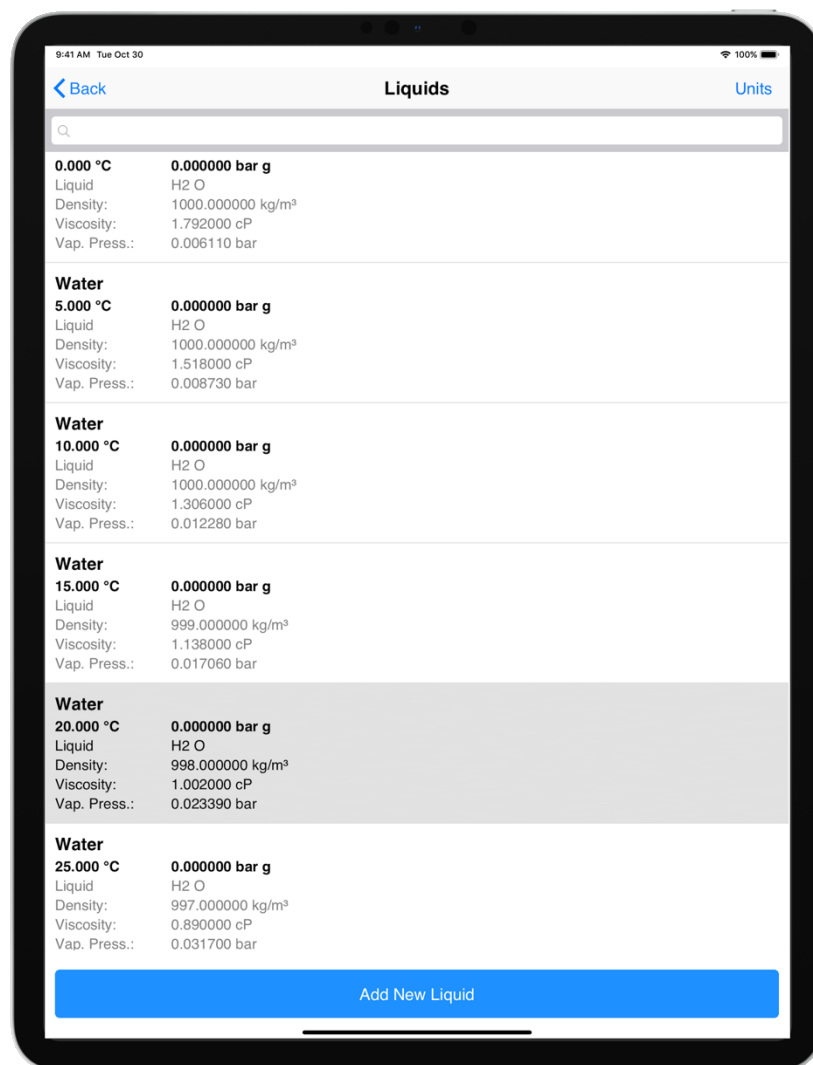 9:41 AM Tue Oct 30 100%
Back Liquids Units
0.000 °C 0.000000 bar g
Liquid H2 O
Density: 1000.000000 kg/m³
Viscosity: 1.792000 cP
Vap. Press.: 0.006110 bar
Water
5.000 °C 0.000000 bar g
Liquid H2 O
Density: 1000.000000 kg/m³
Viscosity: 1.518000 cP
Vap. Press.: 0.008730 bar
Water
10.000 °C 0.000000 bar g
Liquid H2 O
Density: 1000.000000 kg/m³
Viscosity: 1.306000 cP
Vap. Press.: 0.012280 bar
Water
15.000 °C 0.000000 bar g
Liquid H2 O
Density: 999.000000 kg/m³
Viscosity: 1.138000 cP
Vap. Press.: 0.017060 bar
Water
20.000 °C 0.000000 bar g
Liquid H2 O
Density: 998.000000 kg/m³
Viscosity: 1.002000 cP
Vap. Press.: 0.023390 bar
Water
25.000 °C 0.000000 bar g
Liquid H2 O
Density: 997.000000 kg/m³
Viscosity: 0.890000 cP
Vap. Press.: 0.031700 bar
Add New Liquid